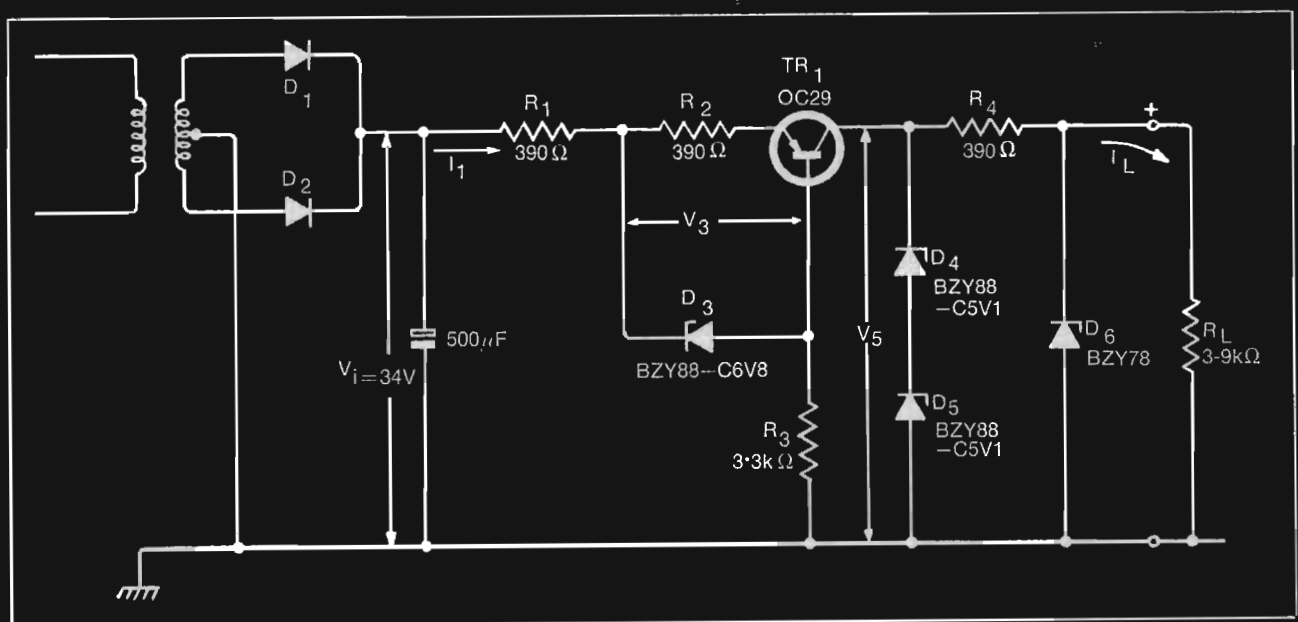 D1
D2
Vi=34V
500μF
I1
R1
390Ω
R2
390Ω
TR1
OC29
V3
D3
BZY88–C6V8
R3
3·3kΩ
V5
D4
BZY88
–C5V1
D5
BZY88
–C5V1
R4
390Ω
D6
BZY78
+
IL
RL
3-9kΩ